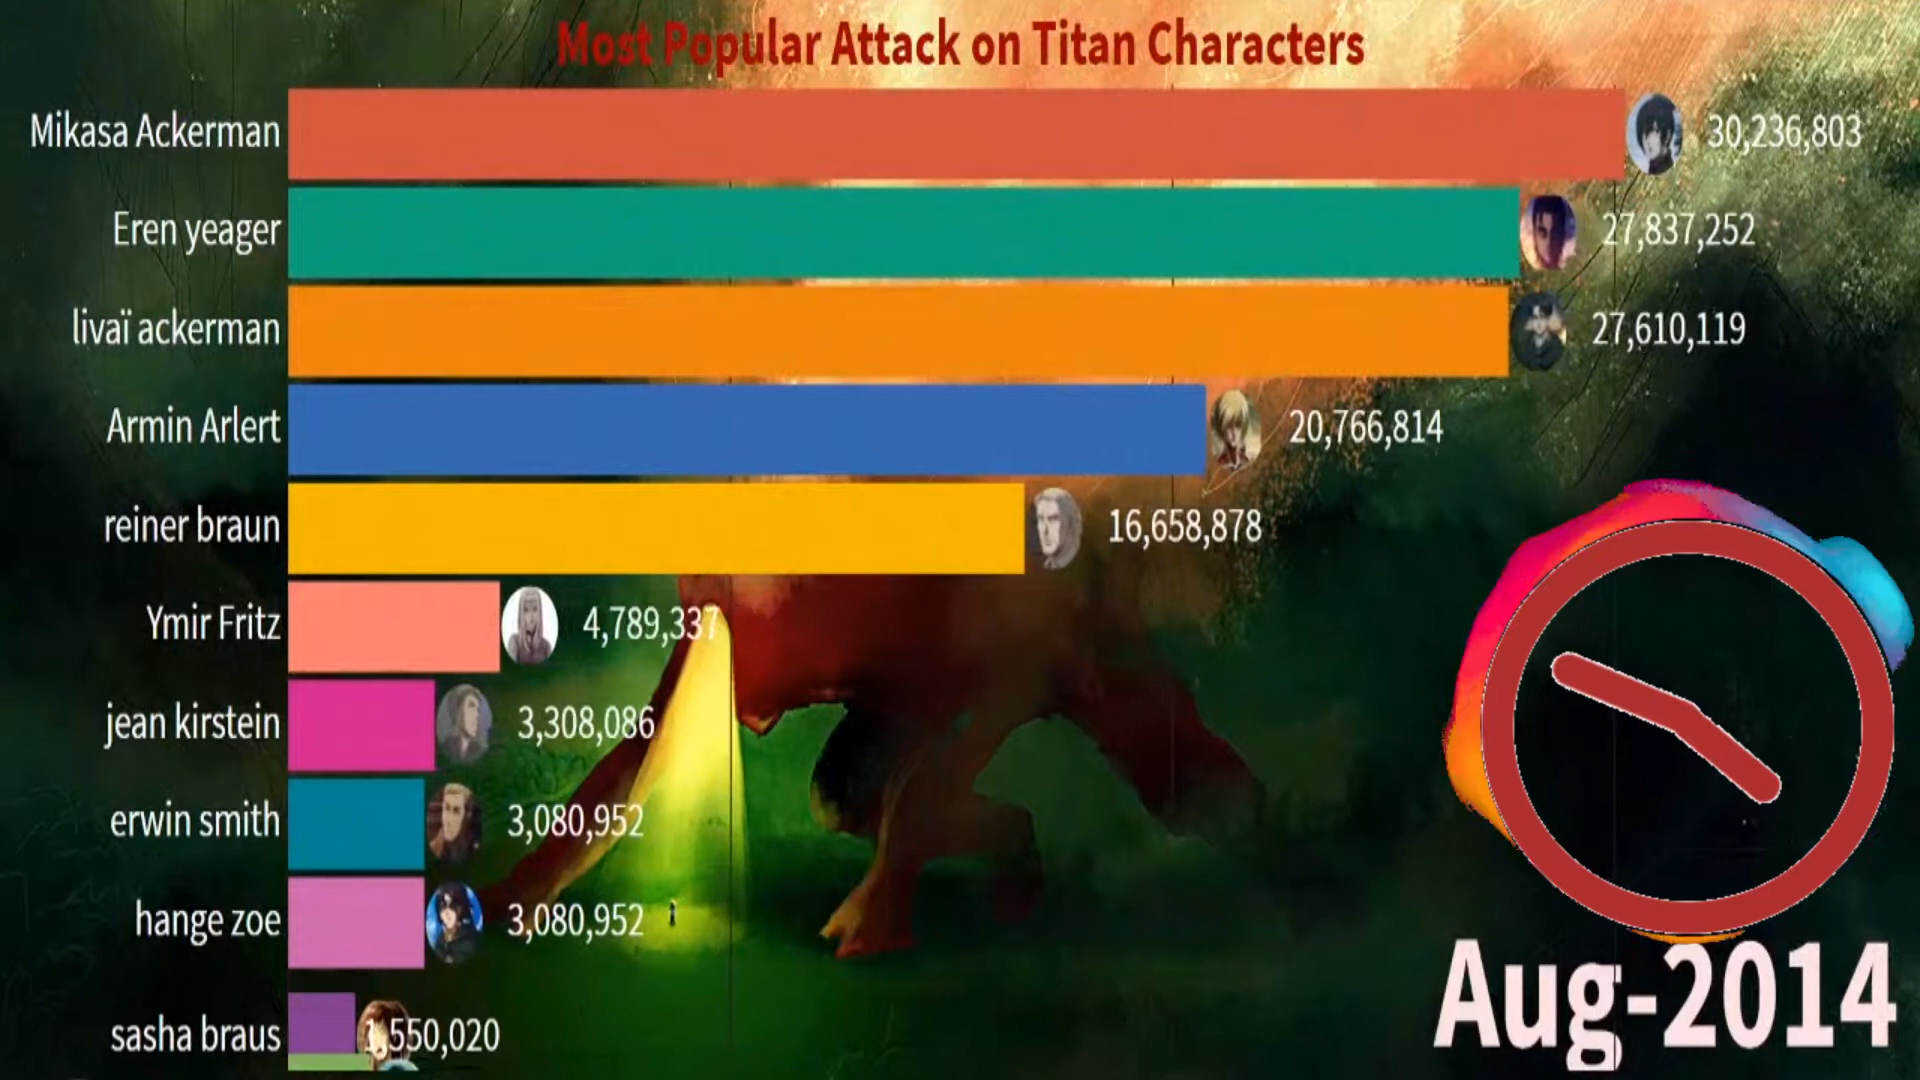 Most Popular Attack on Titan Characters
Mikasa Ackerman 30,236,803
Eren yeager 27,837,252
livaï ackerman 27,610,119
Armin Arlert 20,766,814
reiner braun 16,658,878
Ymir Fritz 4,789,337
jean kirstein 3,308,086
erwin smith 3,080,952
hange zoe 3,080,952
sasha braus 1,550,020
Aug-2014